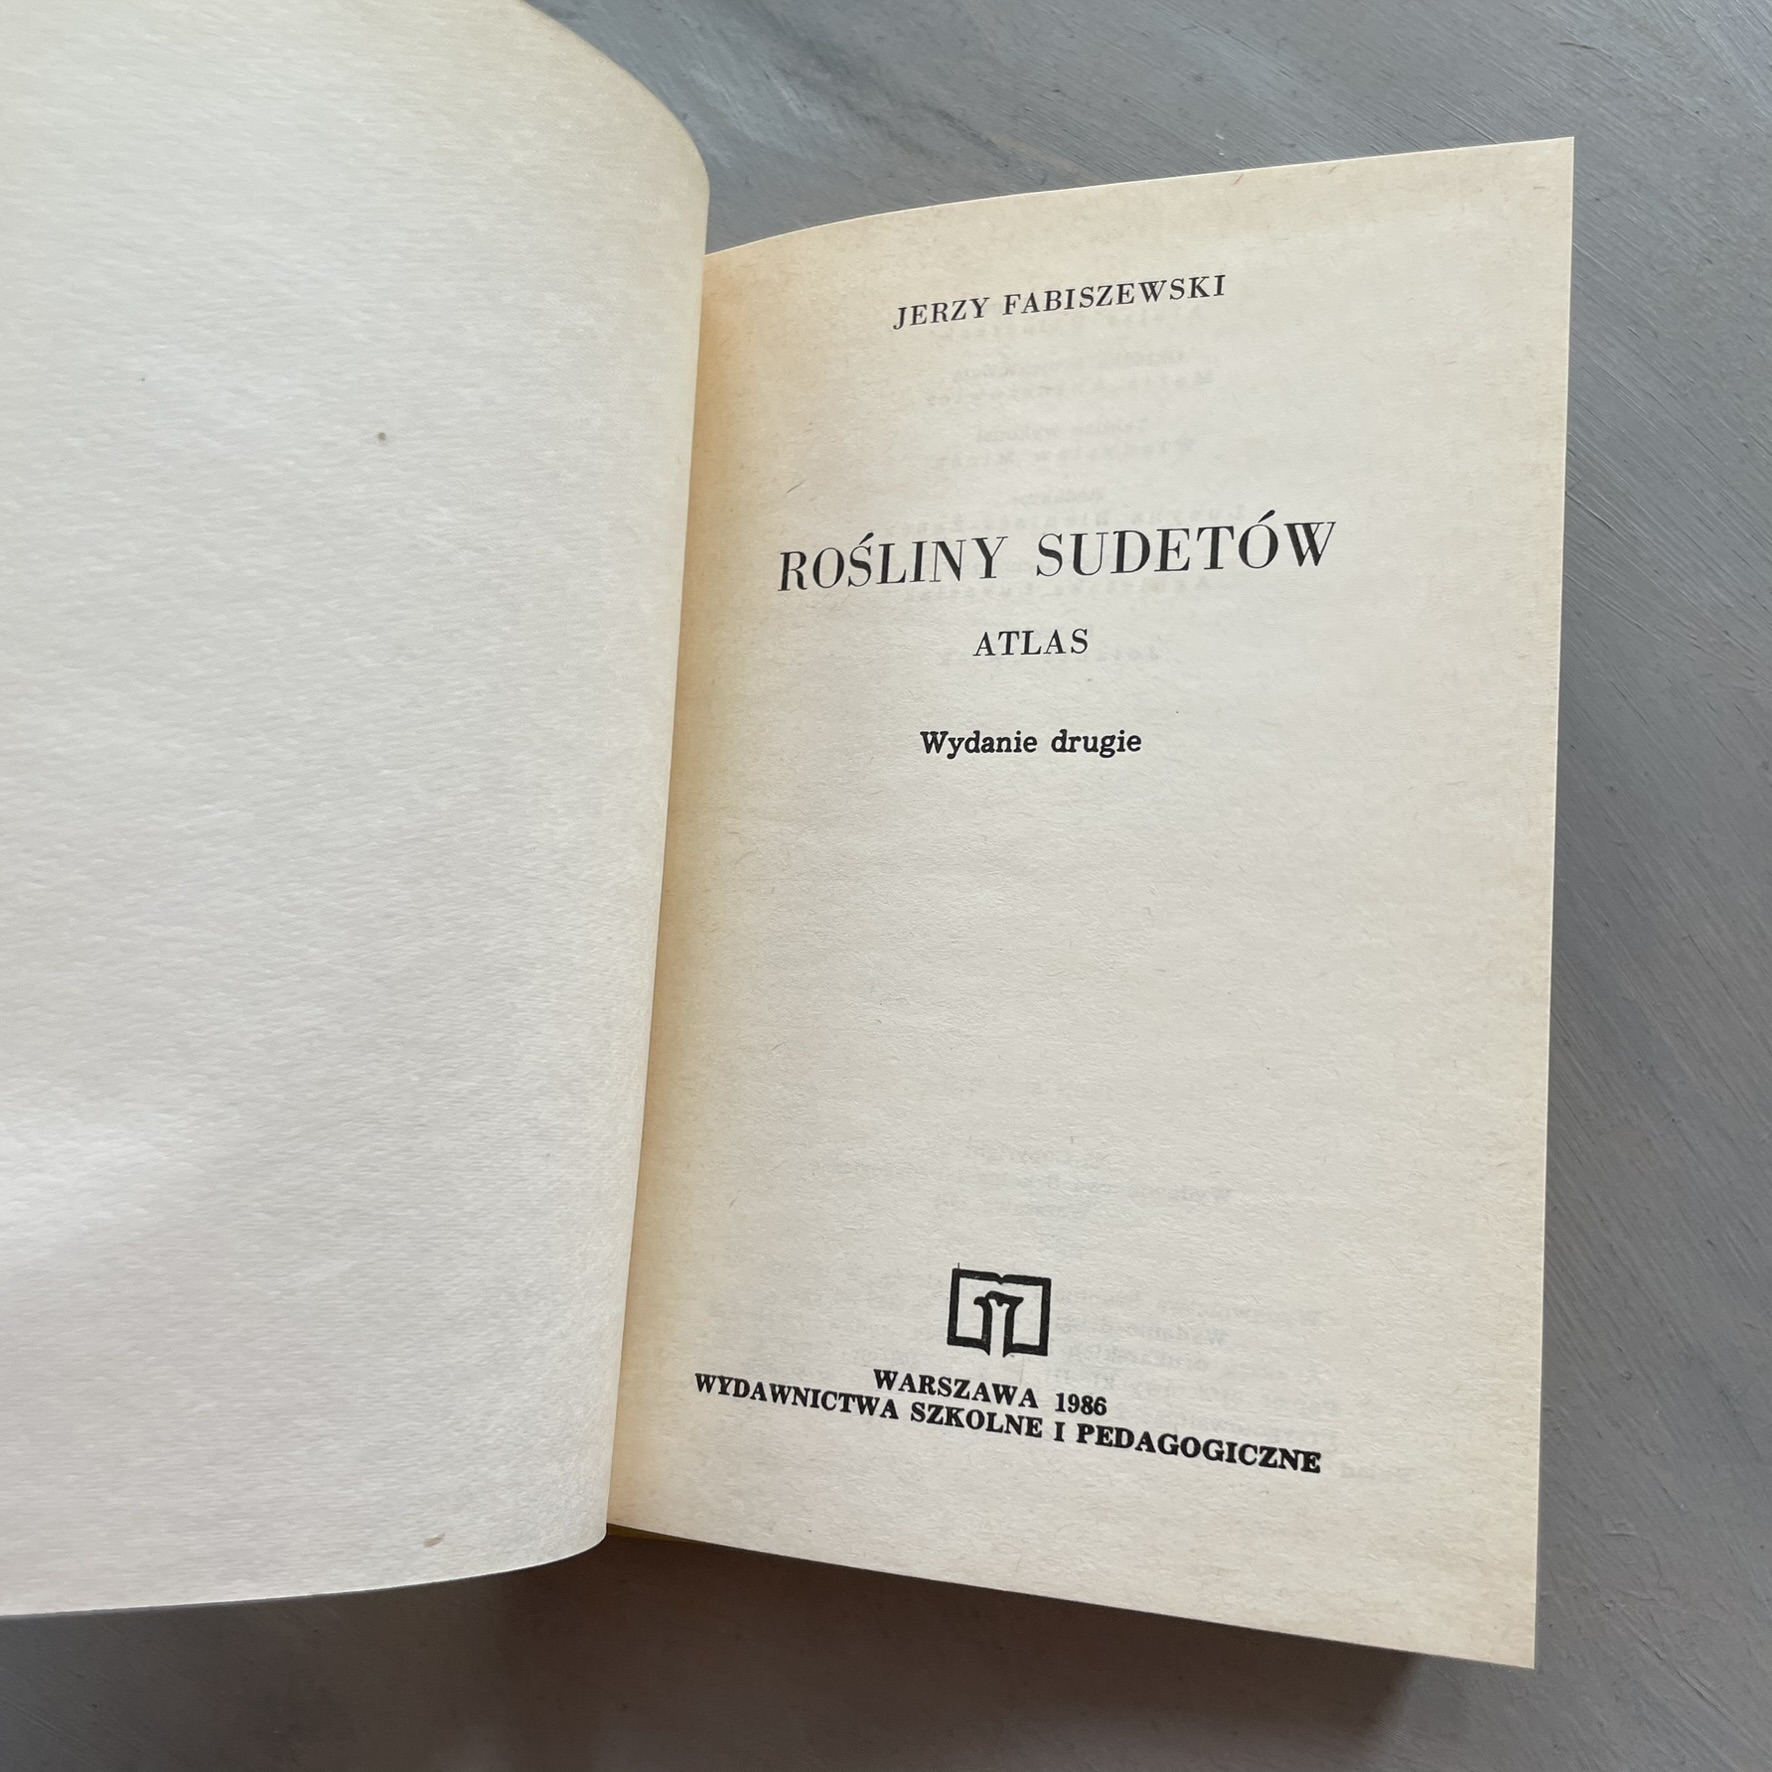 JERZY FABISZEWSKI
ROŚLINY SUDETÓW
ATLAS
Wydanie drugie
WARSZAWA 1986
WYDAWNICTWA SZKOLNE I PEDAGOGICZNE